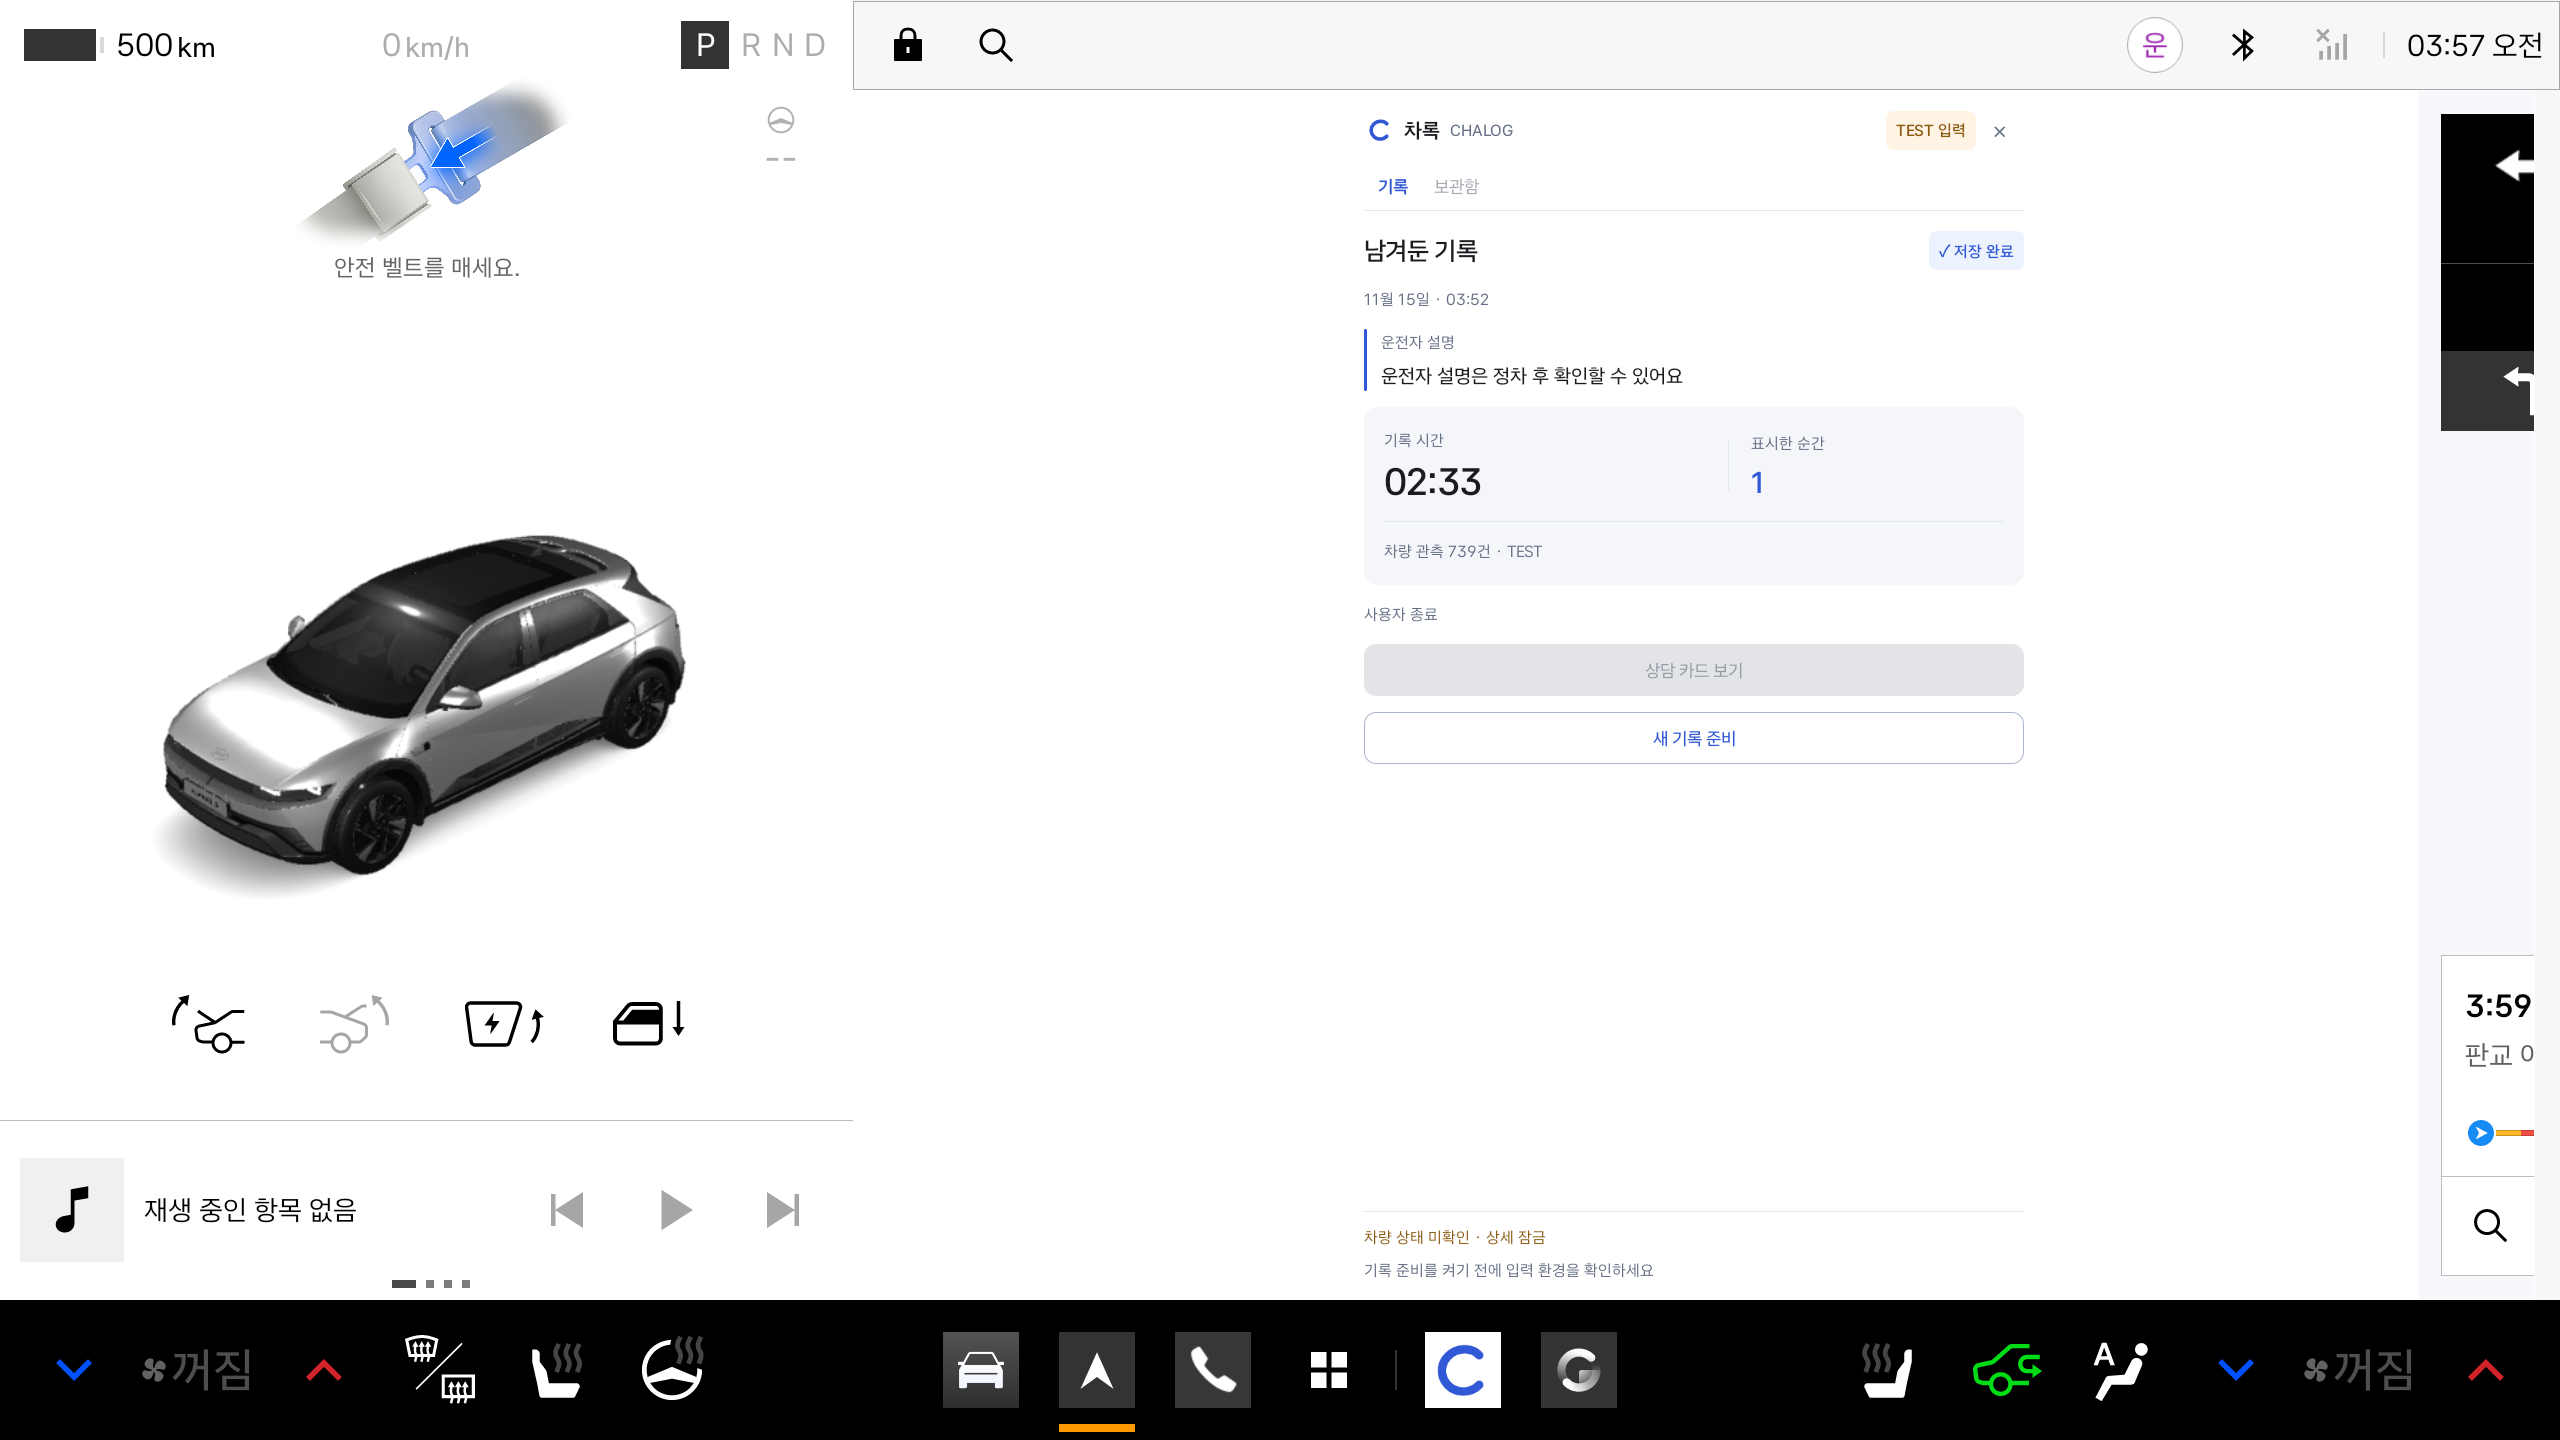 500 km
0 km/h
P R N D
운
03:57 오전
안전 벨트를 매세요.
차록 CHALOG
TEST 입력
기록 보관함
남겨둔 기록
✓ 저장 완료
11월 15일 · 03:52
운전자 설명
운전자 설명은 정차 후 확인할 수 있어요
기록 시간
02:33
표시한 순간
1
차량 관측 739건 · TEST
사용자 종료
상담 카드 보기
새 기록 준비
3:59
판교
재생 중인 항목 없음
차량 상태 미확인 · 상세 잠금
기록 준비를 켜기 전에 입력 환경을 확인하세요
꺼짐
A
꺼짐